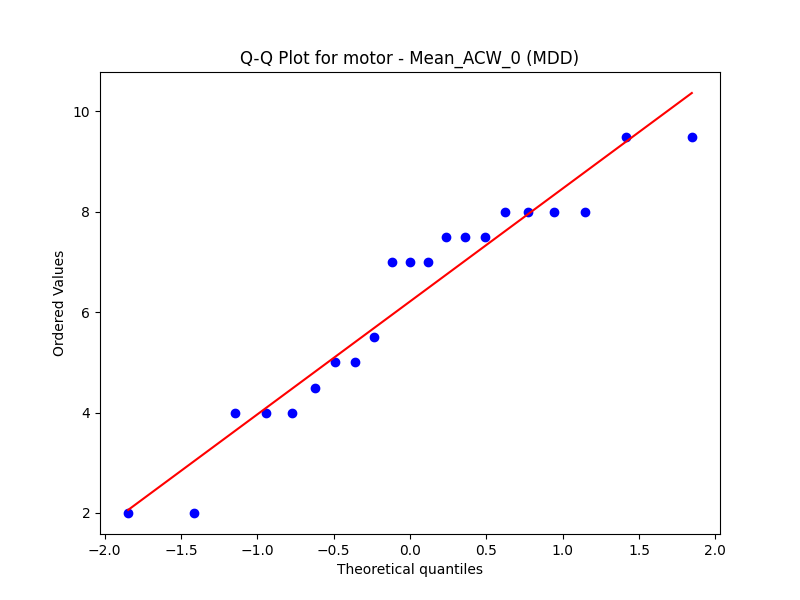 Q-Q Plot for motor - Mean_ACW_0 (MDD)
10
8
6
4
2
Ordered Values
−2.0 −1.5 −1.0 −0.5 0.0 0.5 1.0 1.5 2.0
Theoretical quantiles